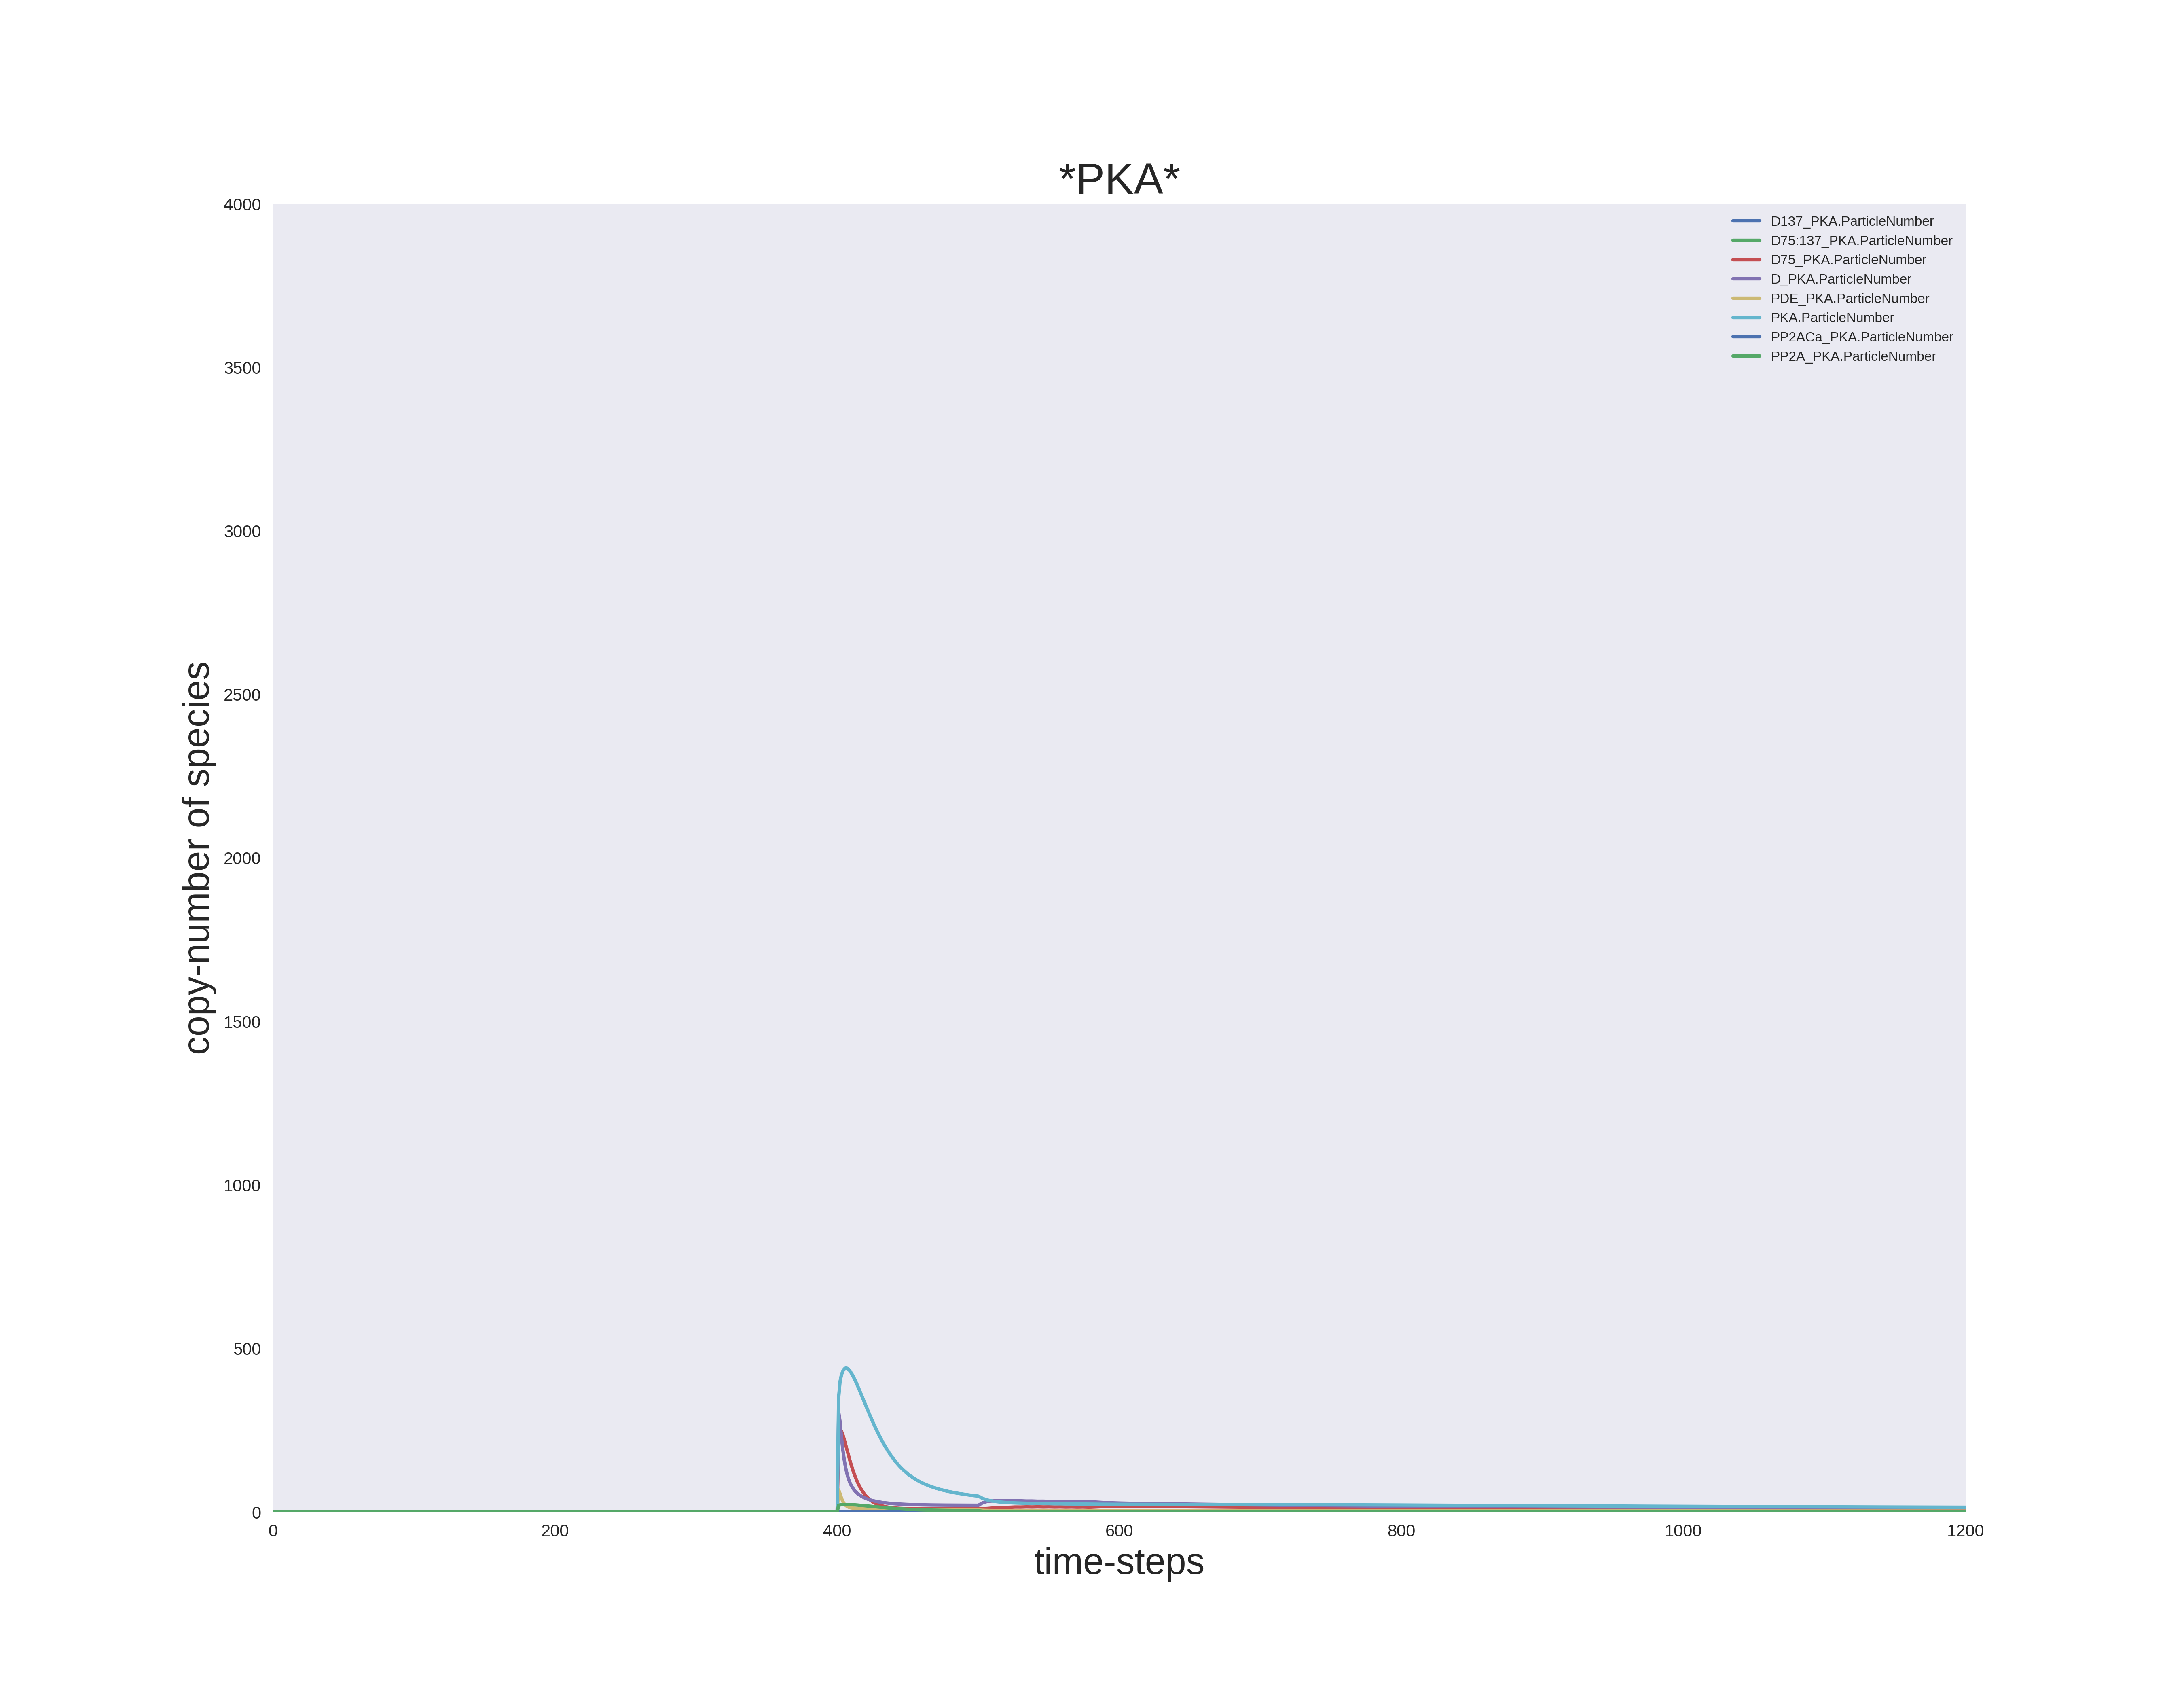 *PKA*
4000
3500
3000
2500
2000
1500
1000
500
0
copy-number of species
D137_PKA.ParticleNumber
D75:137_PKA.ParticleNumber
D75_PKA.ParticleNumber
D_PKA.ParticleNumber
PDE_PKA.ParticleNumber
PKA.ParticleNumber
PP2ACa_PKA.ParticleNumber
PP2A_PKA.ParticleNumber
0 200 400 600 800 1000 1200
time-steps